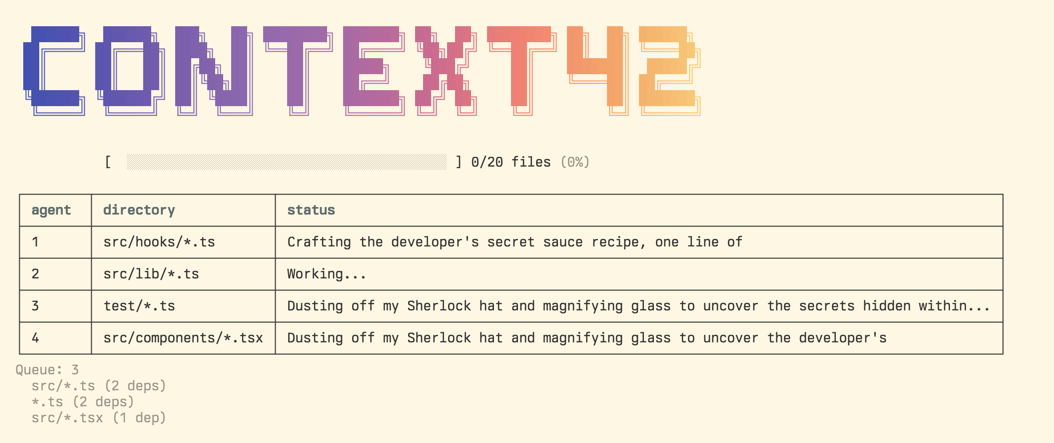 CONTEXT42
[ ] 0/20 files (0%)
agent directory status
1 src/hooks/*.ts Crafting the developer's secret sauce recipe, one line of
2 src/lib/*.ts Working...
3 test/*.ts Dusting off my Sherlock hat and magnifying glass to uncover the secrets hidden within...
4 src/components/*.tsx Dusting off my Sherlock hat and magnifying glass to uncover the developer's
Queue: 3
src/*.ts (2 deps)
*.ts (2 deps)
src/*.tsx (1 dep)